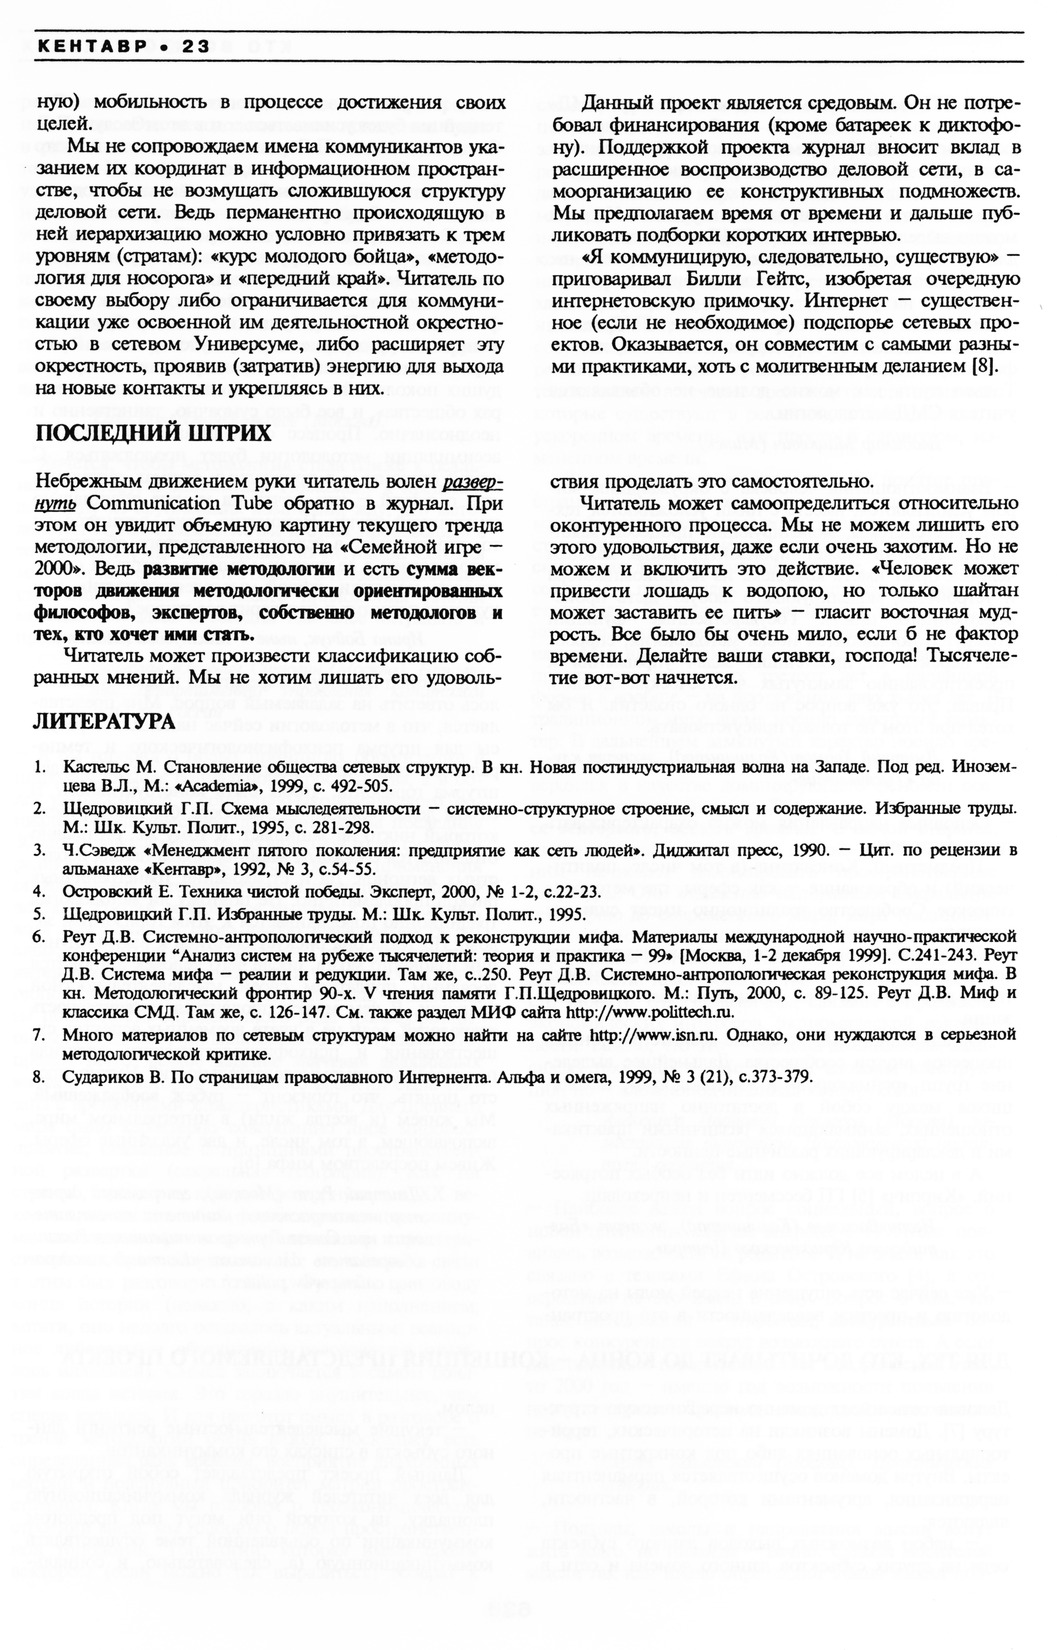 КЕНТАВР • 23
ную) мобильность в процессе достижения своих
целей.
Мы не сопровождаем имена коммуникантов ука-
занием их координат в информационном простран-
стве, чтобы не возмущать сложившуюся структуру
деловой сети. Ведь перманентно происходящую в
ней иерархизацию можно условно привязать к трем
уровням (стратам): «курс молодого бойца», «методо-
логия для носорога» и «передний край». Читатель по
своему выбору либо ограничивается для коммуни-
кации уже освоенной им деятельностной окрестно-
стью в сетевом Универсуме, либо расширяет эту
окрестность, проявив (затратив) энергию для выхода
на новые контакты и укрепляясь в них.
Данный проект является средовым. Он не потре-
бовал финансирования (кроме батареек к диктофо-
ну). Поддержкой проекта журнал вносит вклад в
расширенное воспроизводство деловой сети, в са-
моорганизацию ее конструктивных подмножеств.
Мы предполагаем время от времени и дальше пуб-
ликовать подборки коротких интервью.
«Я коммуницирую, следовательно, существую» −
приговаривал Билли Гейтс, изобретая очередную
интернетовскую примочку. Интернет − существен-
ное (если не необходимое) подспорье сетевых про-
ектов. Оказывается, он совместим с самыми разны-
ми практиками, хоть с молитвенным деланием [8].
ПОСЛЕДНИЙ ШТРИХ
Небрежным движением руки читатель волен развер-
нуть Communication Tube обратно в журнал. При
этом он увидит объемную картину текущего тренда
методологии, представленного на «Семейной игре −
2000». Ведь развитие методологии и есть сумма век-
торов движения методологически ориентированных
философов, экспертов, собственно методологов и
тех, кто хочет ими стать.
Читатель может произвести классификацию соб-
ранных мнений. Мы не хотим лишать его удоволь-
ствия проделать это самостоятельно.
Читатель может самоопределиться относительно
оконтуренного процесса. Мы не можем лишить его
этого удовольствия, даже если очень захотим. Но не
можем и включить это действие. «Человек может
привести лошадь к водопою, но только шайтан
может заставить ее пить» − гласит восточная муд-
рость. Все было бы очень мило, если б не фактор
времени. Делайте ваши ставки, господа! Тысячеле-
тие вот-вот начнется.
ЛИТЕРАТУРА
1. Кастельс М. Становление общества сетевых структур. В кн. Новая постиндустриальная волна на Западе. Под ред. Инозем-
цева В.Л., М.: «Academia», 1999, с. 492-505.
2. Щедровицкий Г.П. Схема мыследеятельности − системно-структурное строение, смысл и содержание. Избранные труды.
М.: Шк. Культ. Полит., 1995, с. 281-298.
3. Ч.Сэведж «Менеджмент пятого поколения: предприятие как сеть людей». Диджитал пресс, 1990. − Цит. по рецензии в
альманахе «Кентавр», 1992, № 3, с.54-55.
4. Островский Е. Техника чистой победы. Эксперт, 2000, № 1-2, с.22-23.
5. Щедровицкий Г.П. Избранные труды. М.: Шк. Культ. Полит., 1995.
6. Реут Д.В. Системно-антропологический подход к реконструкции мифа. Материалы международной научно-практической
конференции “Анализ систем на рубеже тысячелетий: теория и практика − 99» [Москва, 1-2 декабря 1999]. С.241-243. Реут
Д.В. Система мифа − реалии и редукции. Там же, с..250. Реут Д.В. Системно-антропологическая реконструкция мифа. В
кн. Методологический фронтир 90-х. V чтения памяти Г.П.Щедровицкого. М.: Путь, 2000, с. 89-125. Реут Д.В. Миф и
классика СМД. Там же, с. 126-147. См. также раздел МИФ сайта http://www.polittech.ru.
7. Много материалов по сетевым структурам можно найти на сайте http://www.isn.ru. Однако, они нуждаются в серьезной
методологической критике.
8. Судариков В. По страницам православного Интернента. Альфа и омега, 1999, № 3 (21), с.373-379.